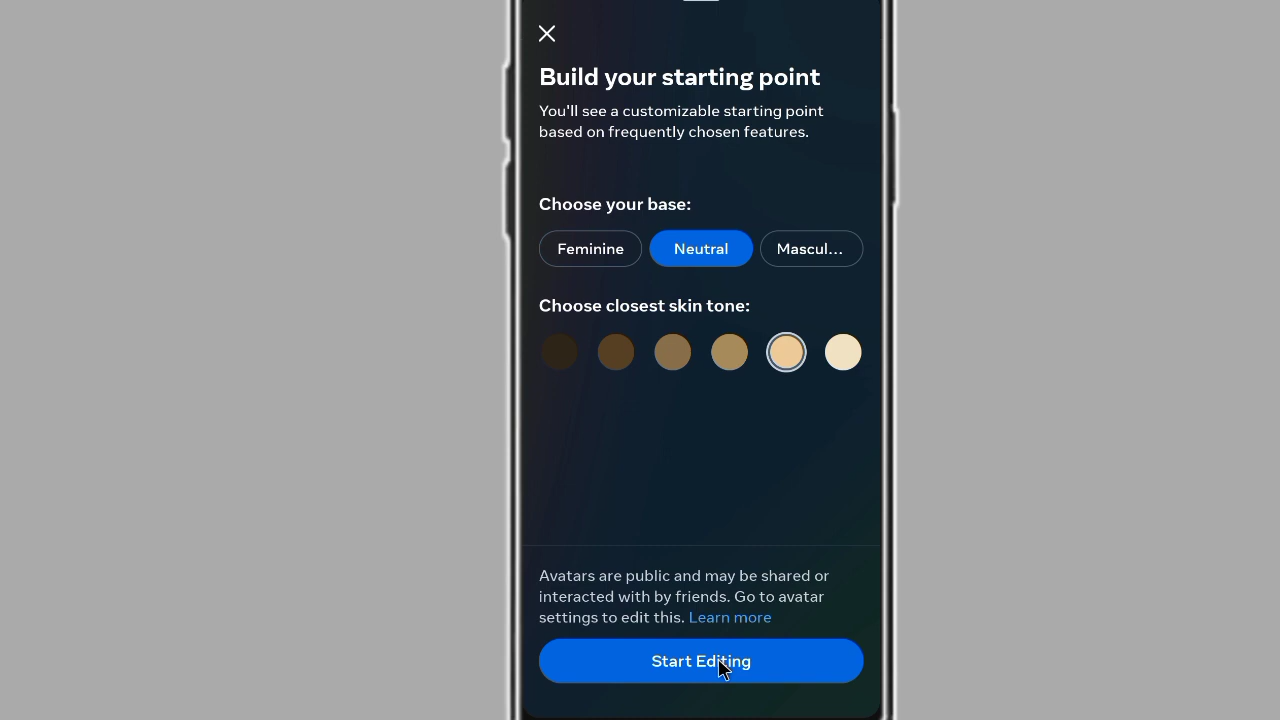 Build your starting point
You'll see a customizable starting point
based on frequently chosen features.
Choose your base:
Feminine
Neutral
Mascul...
Choose closest skin tone:
Avatars are public and may be shared or
interacted with by friends. Go to avatar
settings to edit this. Learn more
Start Editing